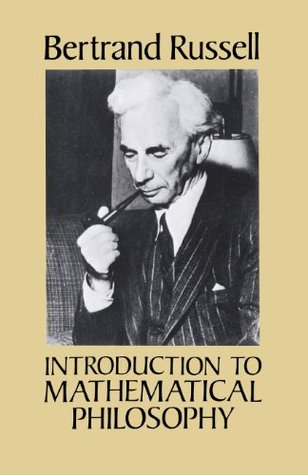 Bertrand Russell
INTRODUCTION TO
MATHEMATICAL
PHILOSOPHY